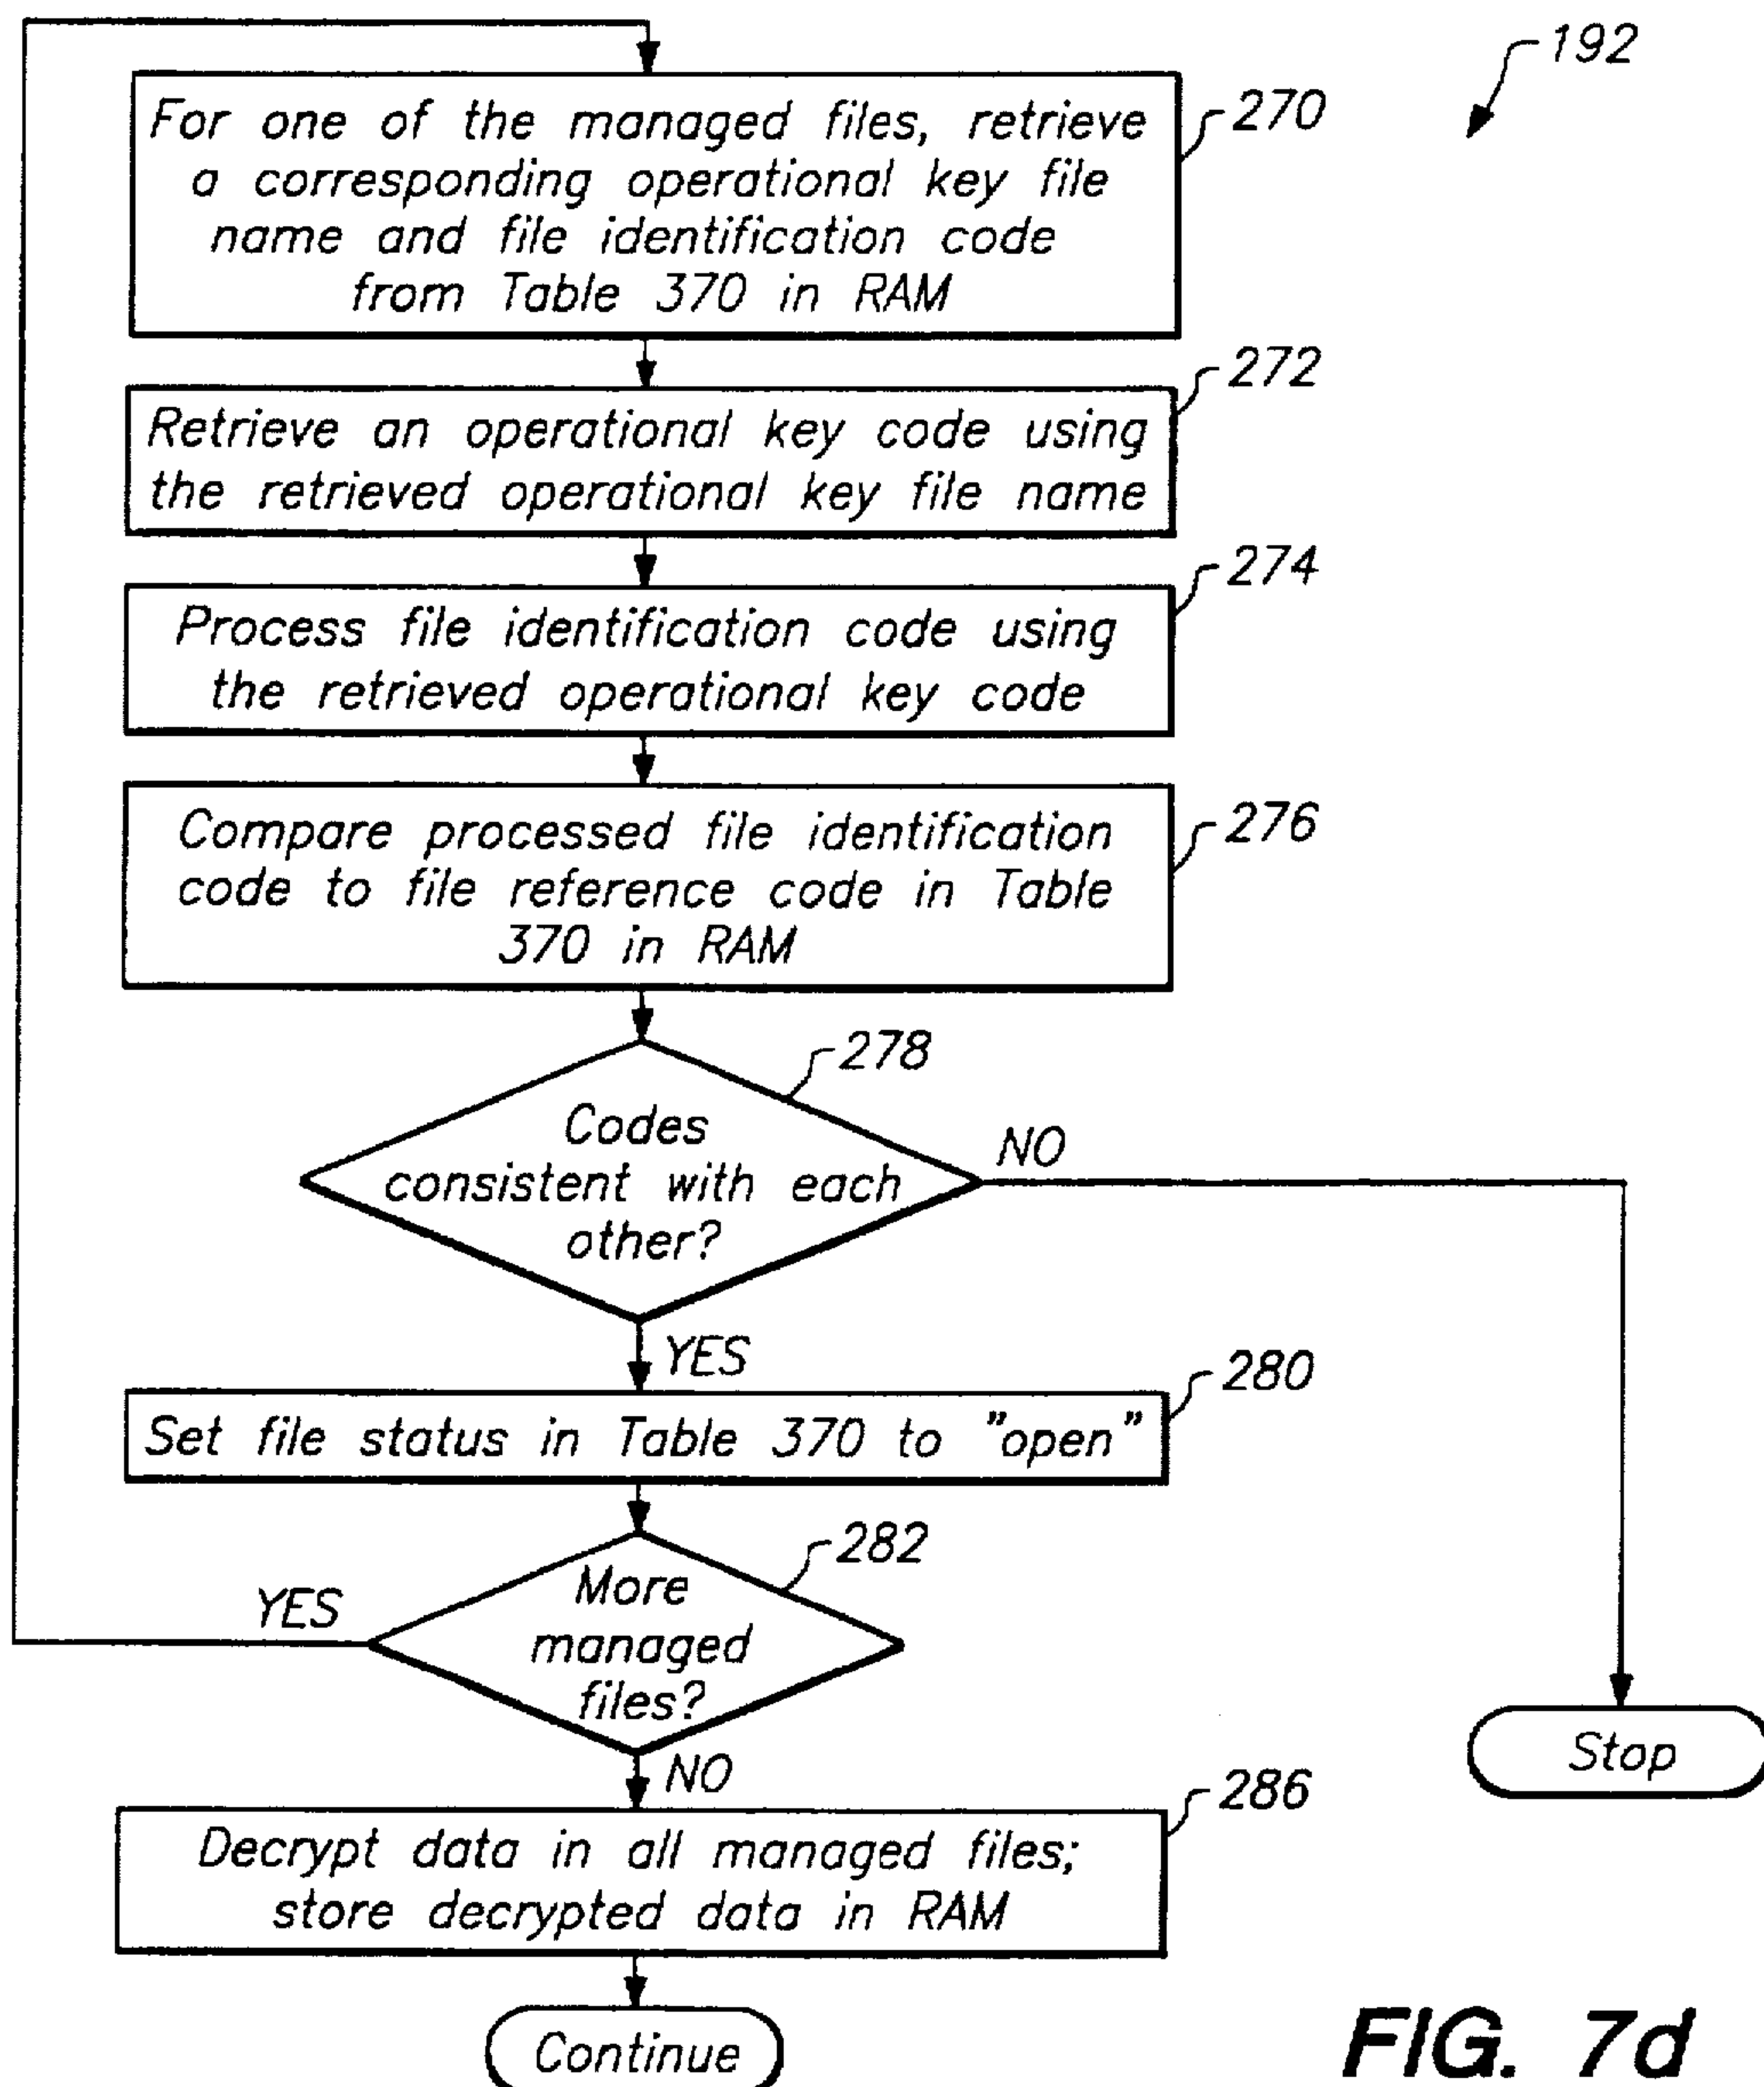 192
For one of the managed files, retrieve
270
a corresponding operational key file
name and file identification code
from Table 370 in RAM
272
Retrieve an operational key code using
the retrieved operational key file name
274
Process file identification code using
the retrieved operational key code
276
Compare processed file identification
code to file reference code in Table
370 in RAM
278
Codes
consistent with each
other?
NO
YES
280
Set file status in Table 370 to "open"
282
More
managed
files?
YES
Stop
NO
286
Decrypt data in all managed files;
store decrypted data in RAM
Continue
FIG. 7d